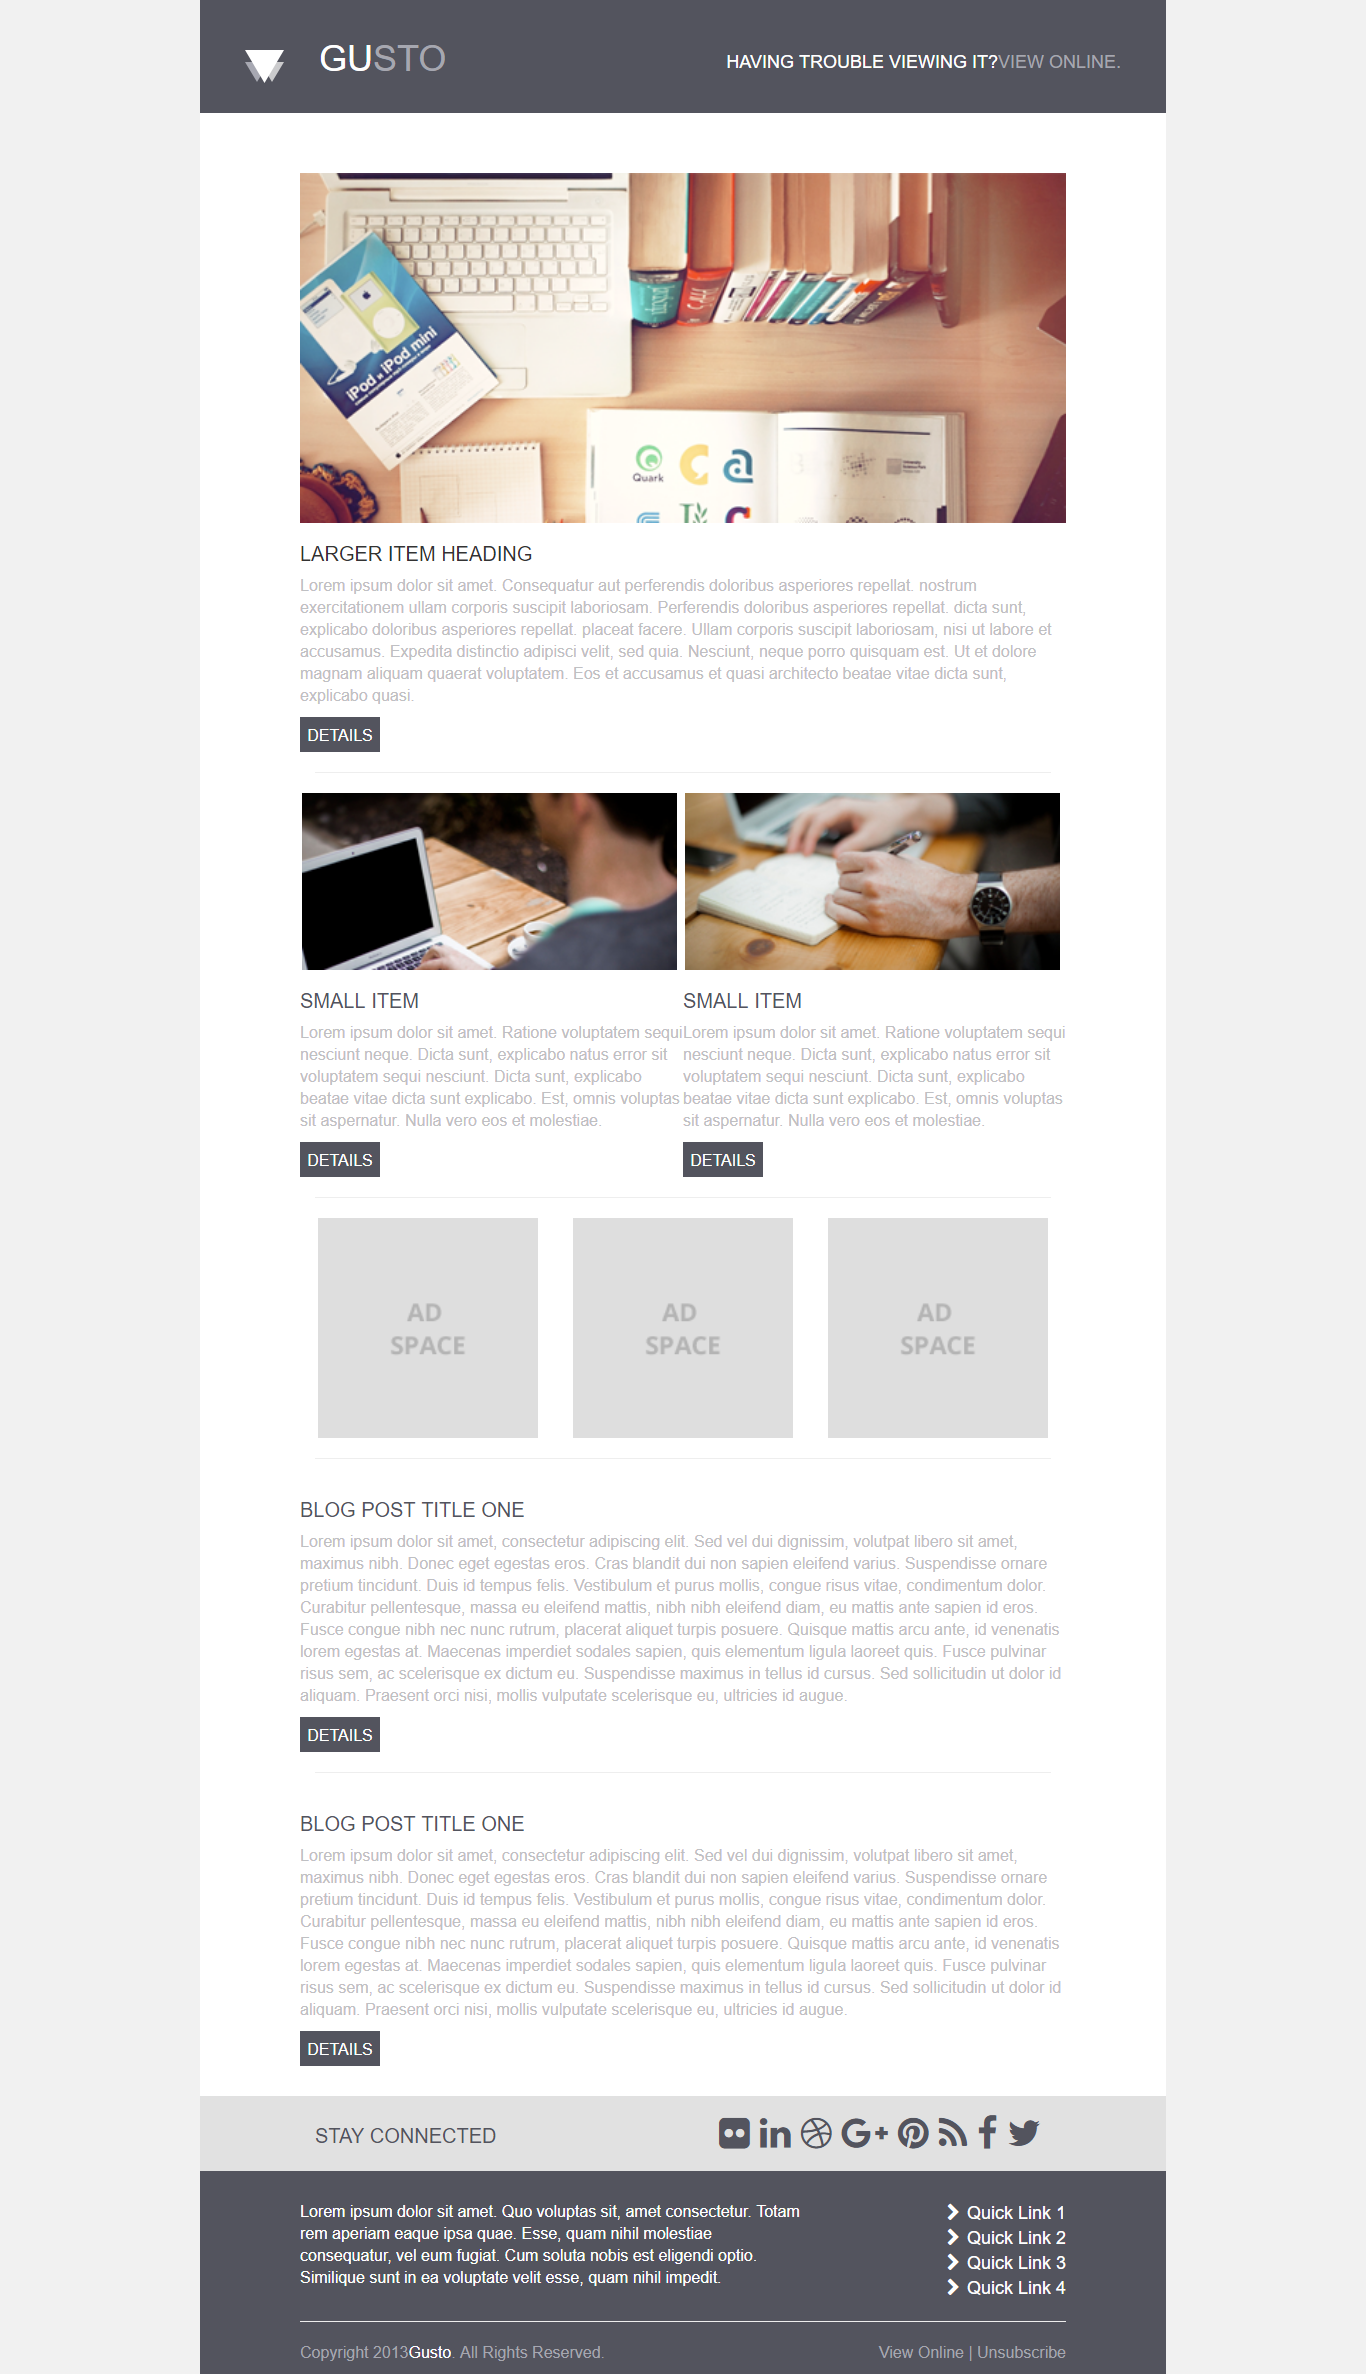 GUSTO
HAVING TROUBLE VIEWING IT?VIEW ONLINE.
iPod и iPod mini
Quark
LARGER ITEM HEADING
Lorem ipsum dolor sit amet. Consequatur aut perferendis doloribus asperiores repellat. nostrum
exercitationem ullam corporis suscipit laboriosam. Perferendis doloribus asperiores repellat. dicta sunt,
explicabo doloribus asperiores repellat. placeat facere. Ullam corporis suscipit laboriosam, nisi ut labore et
accusamus. Expedita distinctio adipisci velit, sed quia. Nesciunt, neque porro quisquam est. Ut et dolore
magnam aliquam quaerat voluptatem. Eos et accusamus et quasi architecto beatae vitae dicta sunt,
explicabo quasi.
DETAILS
SMALL ITEM
Lorem ipsum dolor sit amet. Ratione voluptatem sequi
nesciunt neque. Dicta sunt, explicabo natus error sit
voluptatem sequi nesciunt. Dicta sunt, explicabo
beatae vitae dicta sunt explicabo. Est, omnis voluptas
sit aspernatur. Nulla vero eos et molestiae.
DETAILS
SMALL ITEM
Lorem ipsum dolor sit amet. Ratione voluptatem sequi
nesciunt neque. Dicta sunt, explicabo natus error sit
voluptatem sequi nesciunt. Dicta sunt, explicabo
beatae vitae dicta sunt explicabo. Est, omnis voluptas
sit aspernatur. Nulla vero eos et molestiae.
DETAILS
AD
SPACE
AD
SPACE
AD
SPACE
BLOG POST TITLE ONE
Lorem ipsum dolor sit amet, consectetur adipiscing elit. Sed vel dui dignissim, volutpat libero sit amet,
maximus nibh. Donec eget egestas eros. Cras blandit dui non sapien eleifend varius. Suspendisse ornare
pretium tincidunt. Duis id tempus felis. Vestibulum et purus mollis, congue risus vitae, condimentum dolor.
Curabitur pellentesque, massa eu eleifend mattis, nibh nibh eleifend diam, eu mattis ante sapien id eros.
Fusce congue nibh nec nunc rutrum, placerat aliquet turpis posuere. Quisque mattis arcu ante, id venenatis
lorem egestas at. Maecenas imperdiet sodales sapien, quis elementum ligula laoreet quis. Fusce pulvinar
risus sem, ac scelerisque ex dictum eu. Suspendisse maximus in tellus id cursus. Sed sollicitudin ut dolor id
aliquam. Praesent orci nisi, mollis vulputate scelerisque eu, ultricies id augue.
DETAILS
BLOG POST TITLE ONE
Lorem ipsum dolor sit amet, consectetur adipiscing elit. Sed vel dui dignissim, volutpat libero sit amet,
maximus nibh. Donec eget egestas eros. Cras blandit dui non sapien eleifend varius. Suspendisse ornare
pretium tincidunt. Duis id tempus felis. Vestibulum et purus mollis, congue risus vitae, condimentum dolor.
Curabitur pellentesque, massa eu eleifend mattis, nibh nibh eleifend diam, eu mattis ante sapien id eros.
Fusce congue nibh nec nunc rutrum, placerat aliquet turpis posuere. Quisque mattis arcu ante, id venenatis
lorem egestas at. Maecenas imperdiet sodales sapien, quis elementum ligula laoreet quis. Fusce pulvinar
risus sem, ac scelerisque ex dictum eu. Suspendisse maximus in tellus id cursus. Sed sollicitudin ut dolor id
aliquam. Praesent orci nisi, mollis vulputate scelerisque eu, ultricies id augue.
DETAILS
STAY CONNECTED
Lorem ipsum dolor sit amet. Quo voluptas sit, amet consectetur. Totam
rem aperiam eaque ipsa quae. Esse, quam nihil molestiae
consequatur, vel eum fugiat. Cum soluta nobis est eligendi optio.
Similique sunt in ea voluptate velit esse, quam nihil impedit.
Quick Link 1
Quick Link 2
Quick Link 3
Quick Link 4
Copyright 2013Gusto. All Rights Reserved.
View Online | Unsubscribe